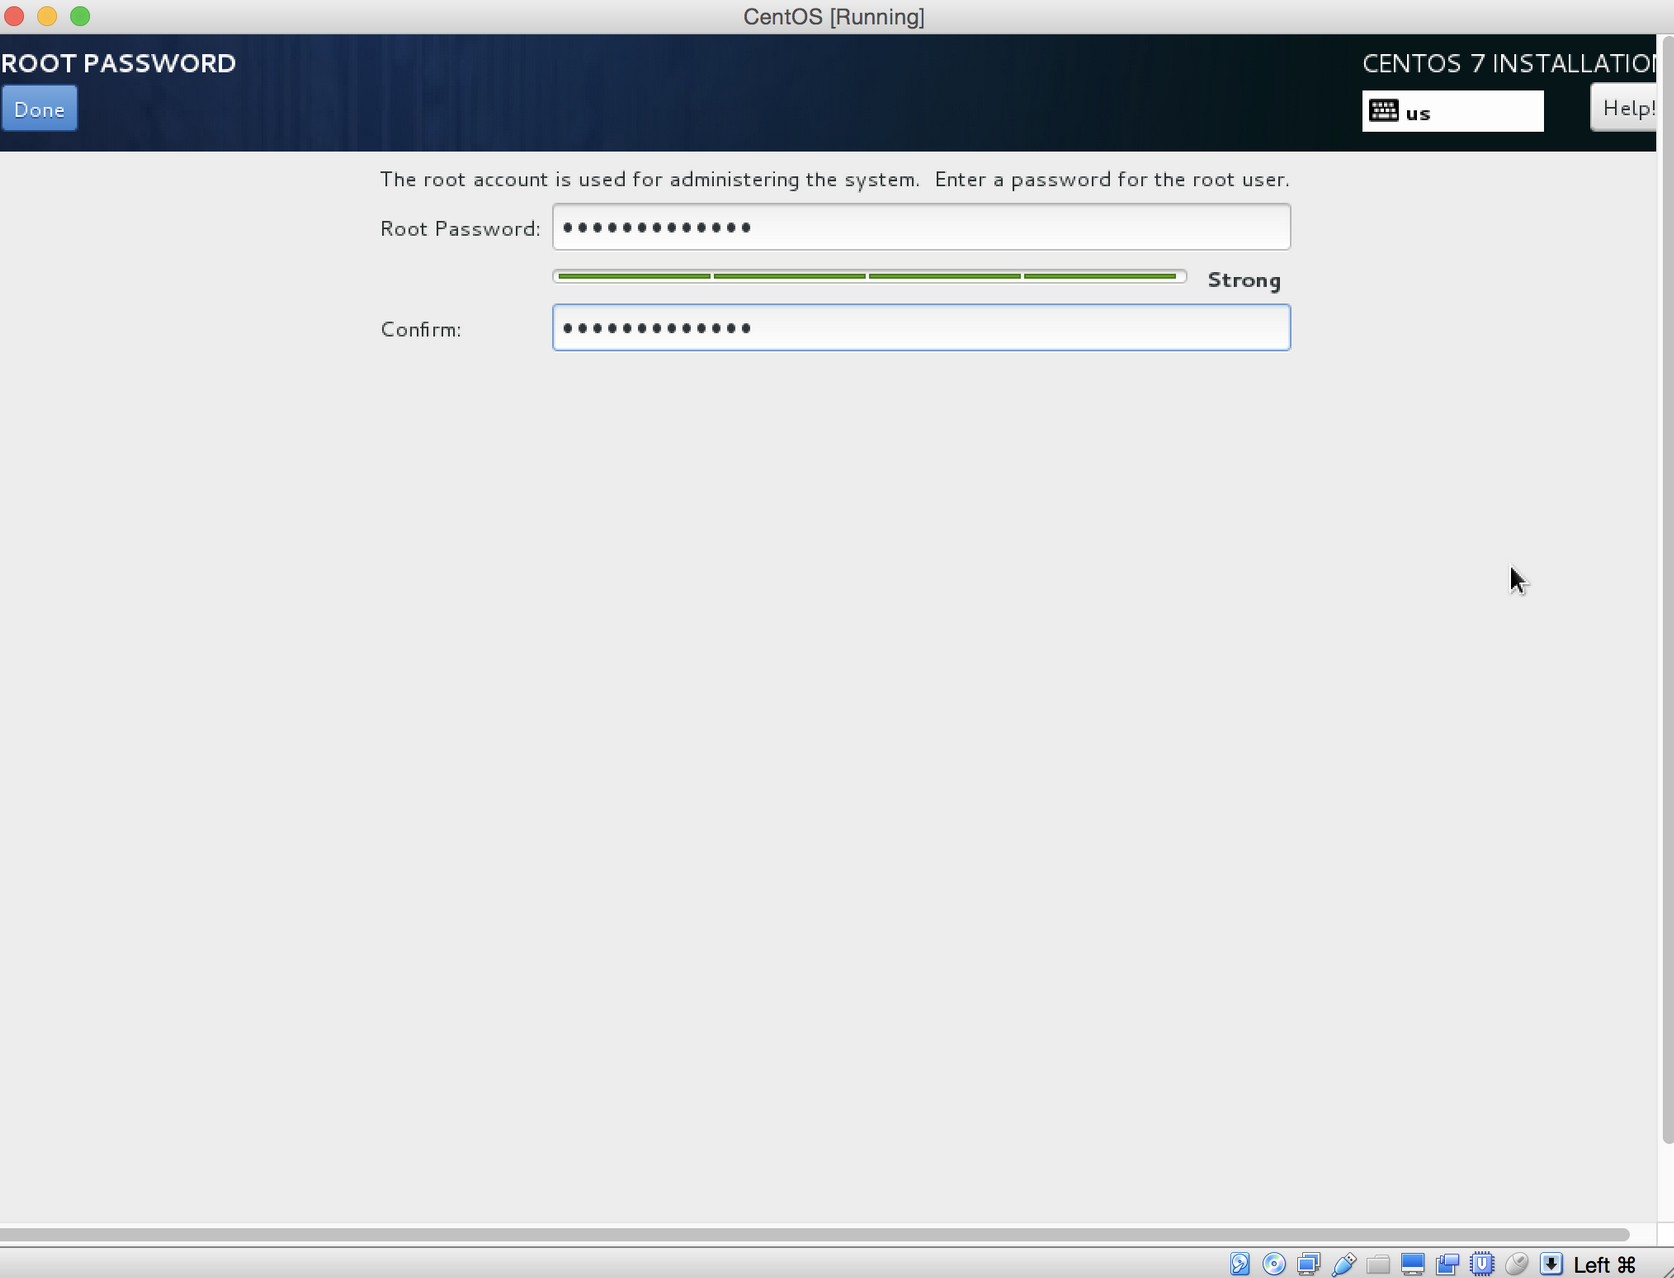 CentOS [Running]
ROOT PASSWORD
CENTOS 7 INSTALLATION
Done
us
Help!
The root account is used for administering the system.  Enter a password for the root user.
Root Password: •••••••••••••
Strong
Confirm: •••••••••••••
Left ⌘